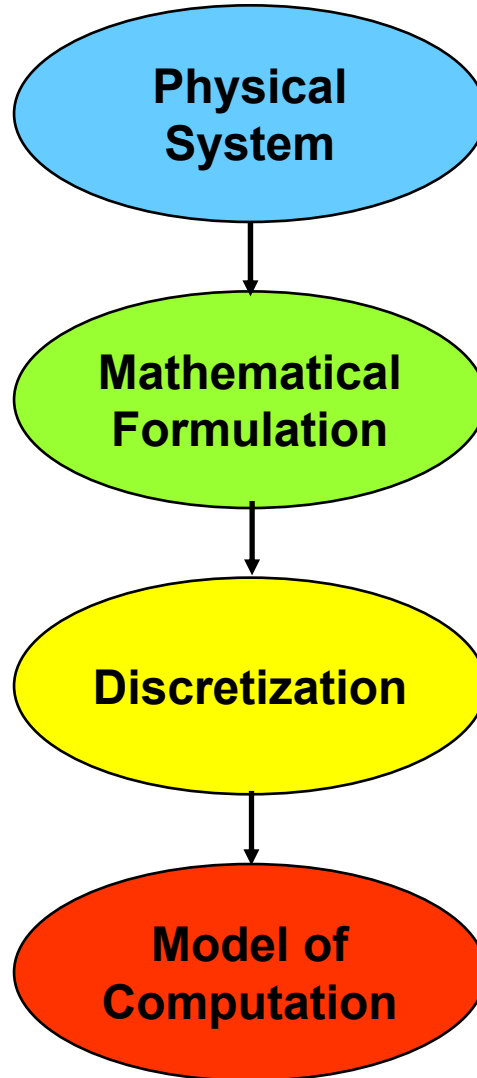 Physical
System
Mathematical
Formulation
Discretization
Model of
Computation